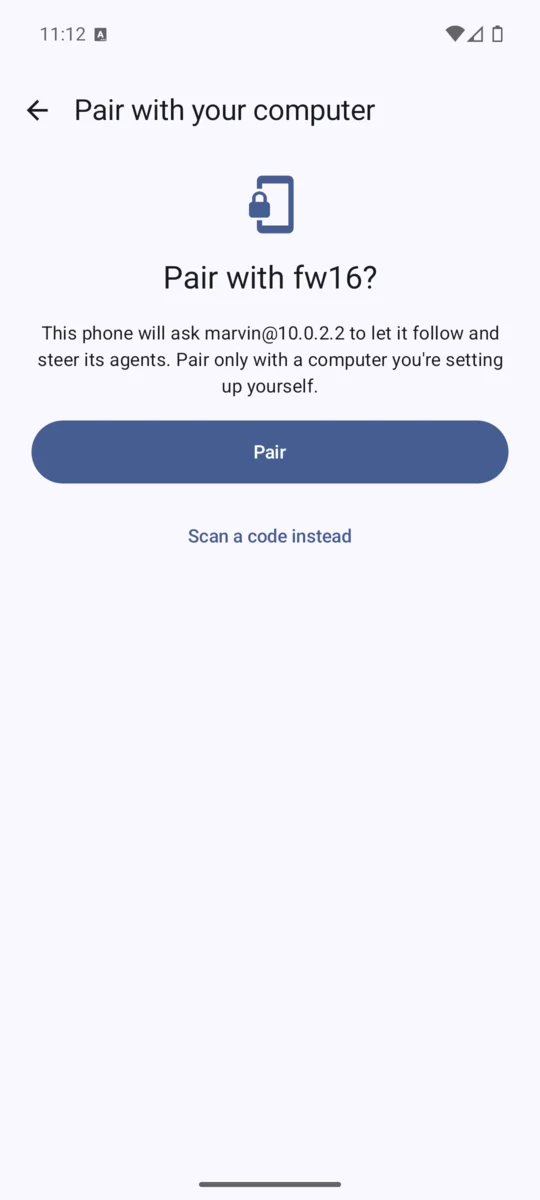 11:12
Pair with your computer
Pair with fw16?
This phone will ask marvin@10.0.2.2 to let it follow and
steer its agents. Pair only with a computer you're setting
up yourself.
Pair
Scan a code instead